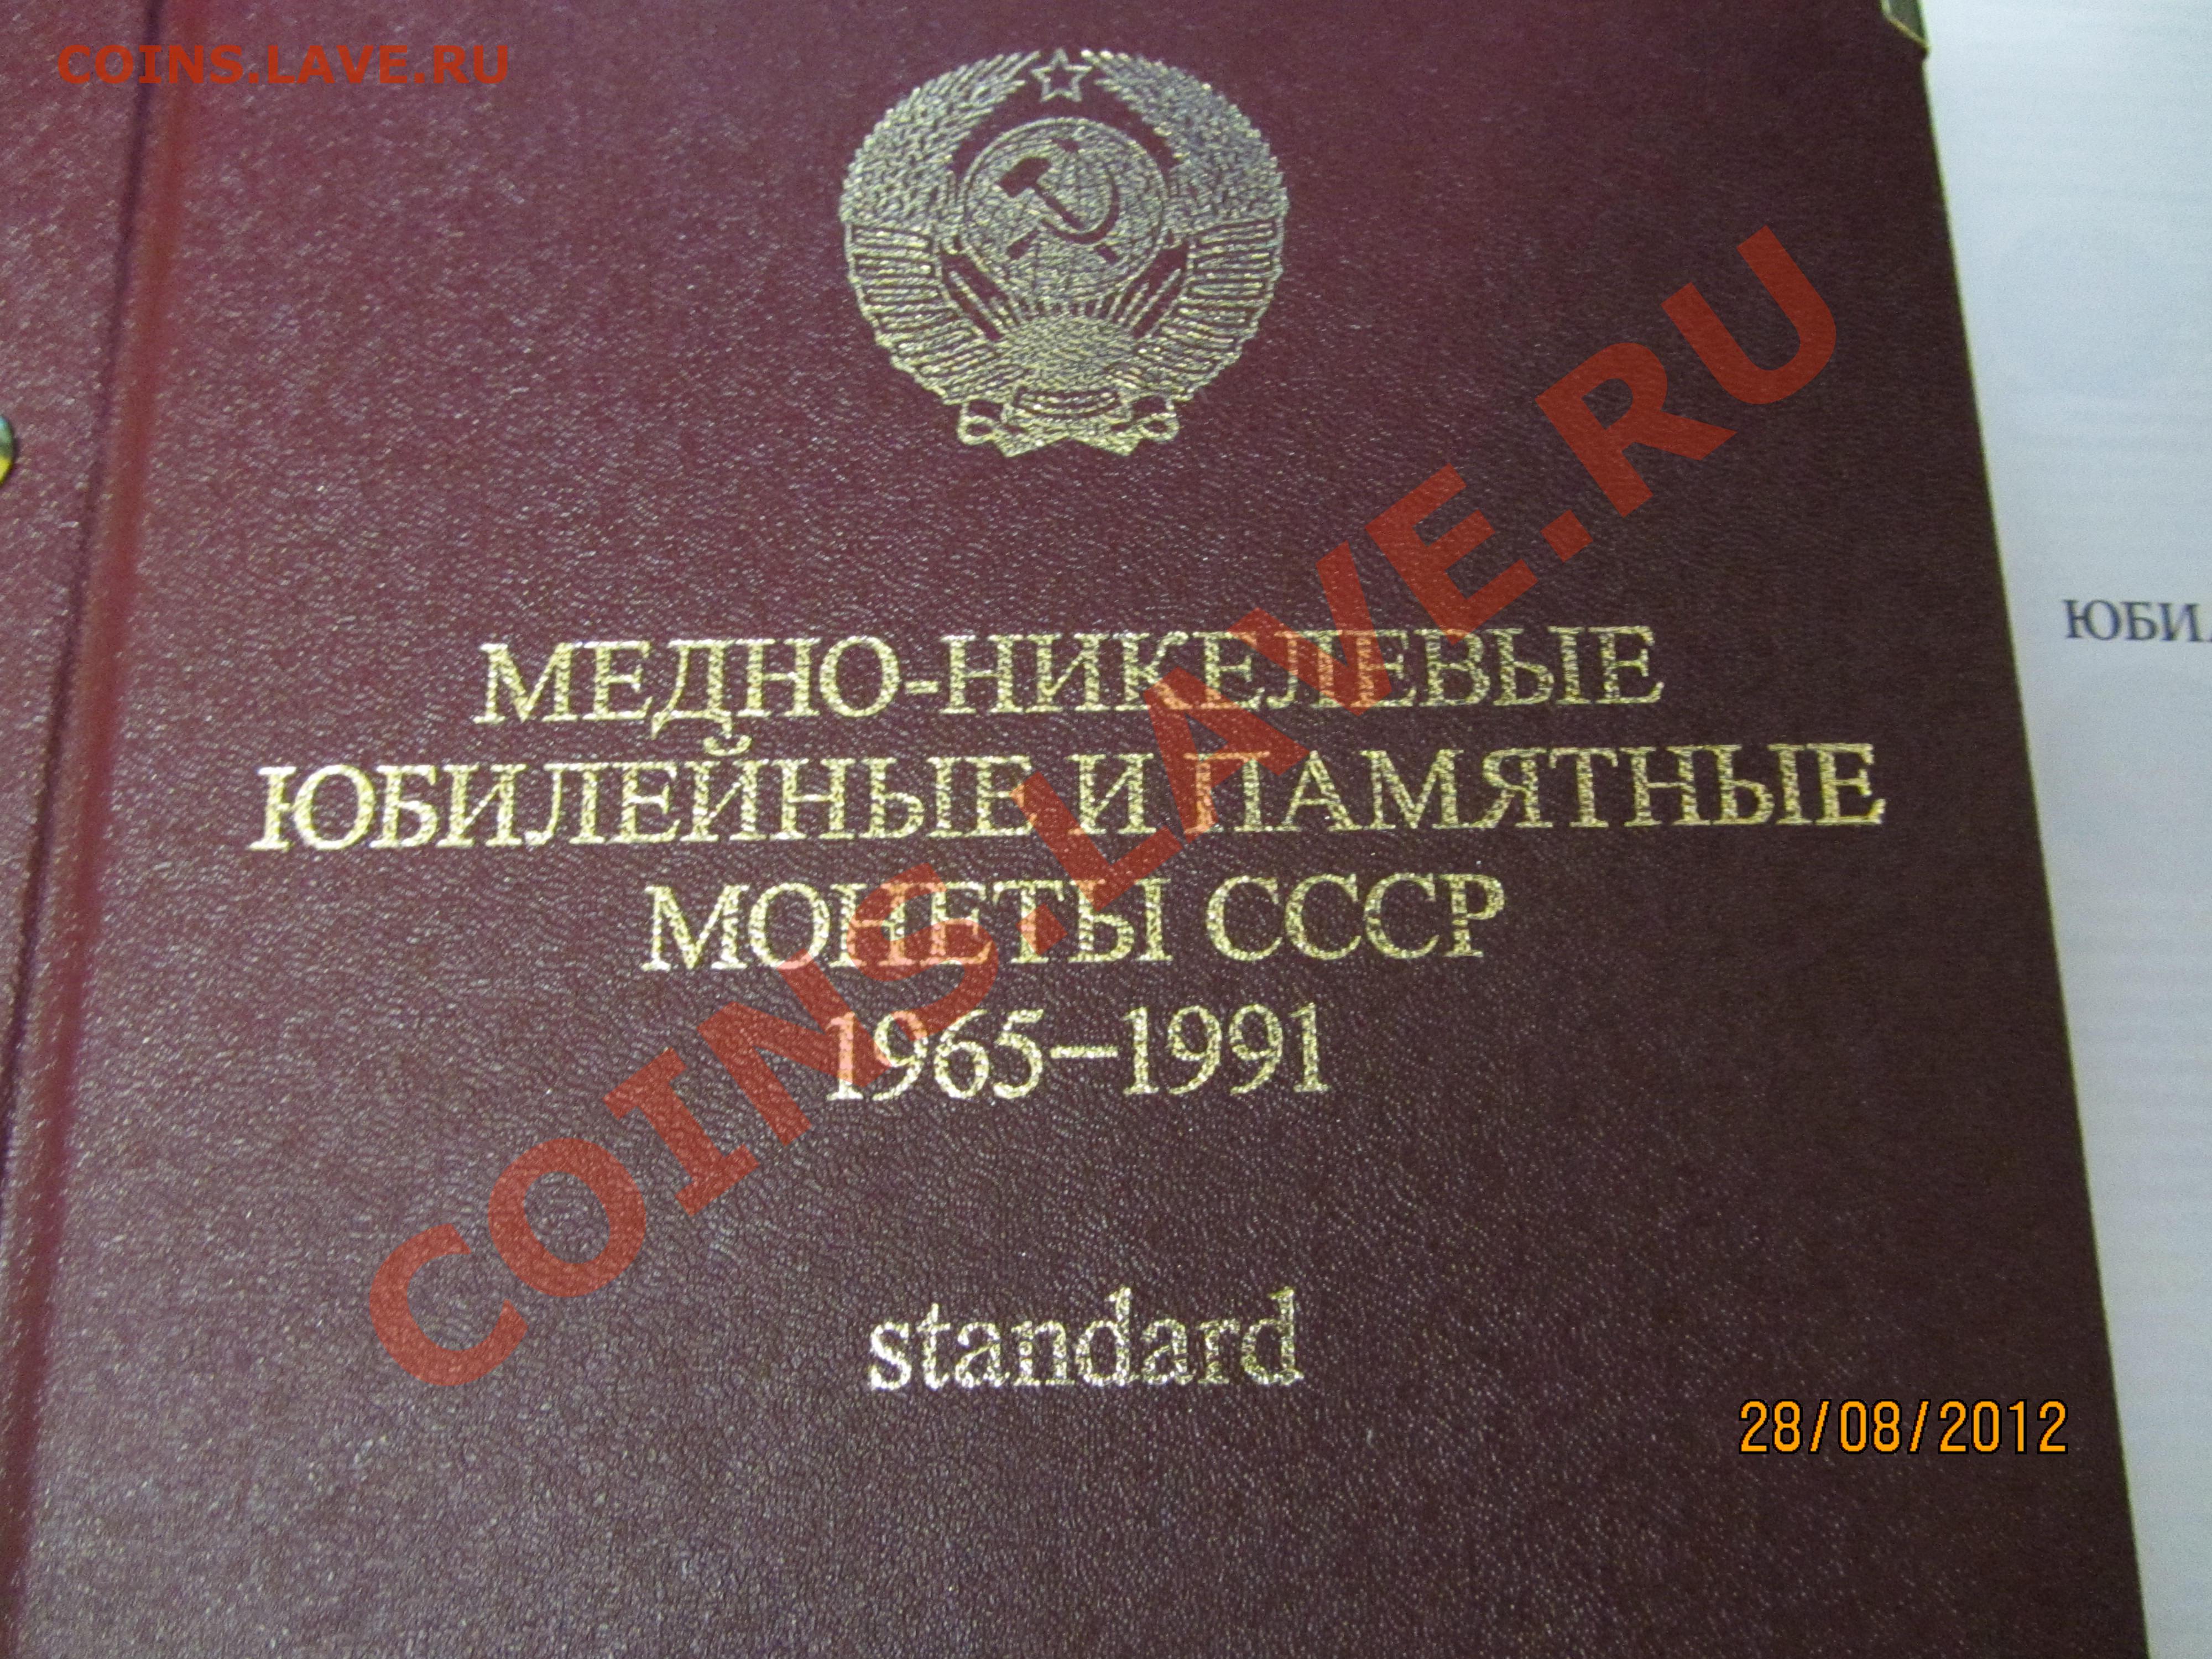 COINS.LAVE.RU
МЕДНО-НИКЕЛЕВЫЕ
ЮБИЛЕЙНЫЕ И ПАМЯТНЫЕ
МОНЕТЫ СССР
1965–1991
standard
COINS.LAVE.RU
28/08/2012